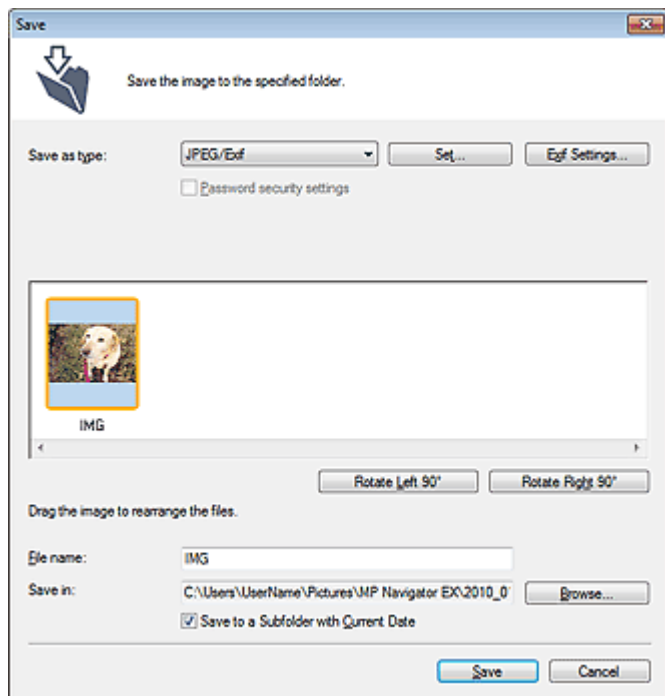 Save
Save the image to the specified folder.
Save as type: JPEG/Exif Set... Exif Settings...
Password security settings
IMG
Rotate Left 90° Rotate Right 90°
Drag the image to rearrange the files.
File name: IMG
Save in: C:\Users\UserName\Pictures\MP Navigator EX\2010_0 Browse...
Save to a Subfolder with Current Date
Save Cancel